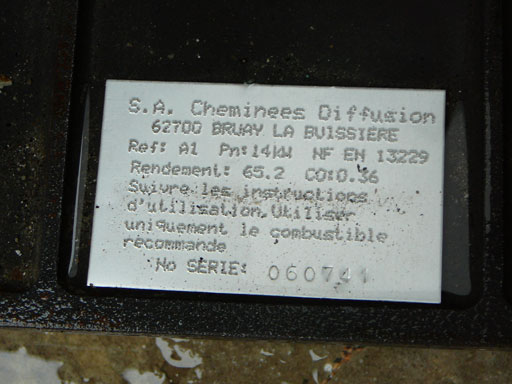 S.A. Cheminees Diffusion
62700 BRUAY LA BUISSIERE
Ref: A1 Pn:14kW NF EN 13229
Rendement: 65.2 CO:0.36
Suivre les instructions
d'utilisation.Utiliser
uniquement le combustible
recommande
No SERIE: 060741